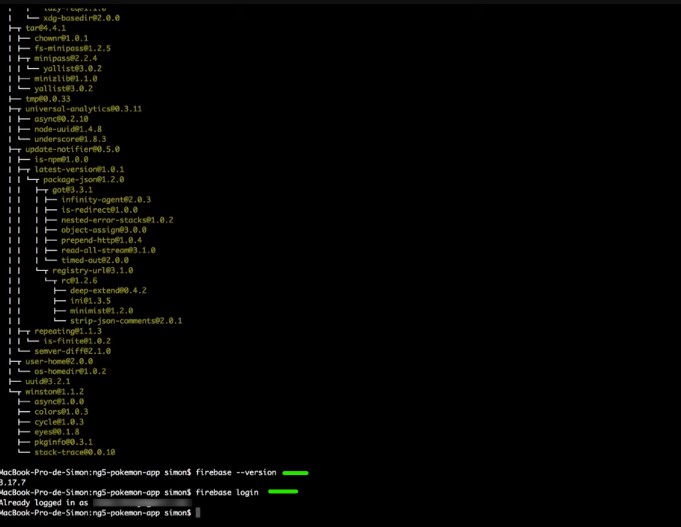 │ │   └── xdg-basedir@2.0.0
├─┬ tar@4.4.1
│ ├── chownr@1.0.1
│ ├── fs-minipass@1.2.5
│ ├─┬ minipass@2.2.4
│ │ └── yallist@3.0.2
│ ├── minizlib@1.1.0
│ └── yallist@3.0.2
├── tmp@0.0.33
├─┬ universal-analytics@0.3.11
│ ├── async@0.2.10
│ ├── node-uuid@1.4.8
│ └── underscore@1.8.3
├─┬ update-notifier@0.5.0
│ ├── is-npm@1.0.0
│ ├─┬ latest-version@1.0.1
│ │ └─┬ package-json@1.2.0
│ │   ├─┬ got@3.3.1
│ │   │ ├── infinity-agent@2.0.3
│ │   │ ├── is-redirect@1.0.0
│ │   │ ├── nested-error-stacks@1.0.2
│ │   │ ├── object-assign@3.0.0
│ │   │ ├── prepend-http@1.0.4
│ │   │ ├── read-all-stream@3.1.0
│ │   │ └── timed-out@2.0.0
│ │   └─┬ registry-url@3.1.0
│ │     └─┬ rc@1.2.6
│ │       ├── deep-extend@0.4.2
│ │       ├── ini@1.3.5
│ │       ├── minimist@1.2.0
│ │       └── strip-json-comments@2.0.1
│ ├─┬ repeating@1.1.3
│ │ └── is-finite@1.0.2
│ └── semver-diff@2.1.0
├─┬ user-home@2.0.0
│ └── os-homedir@1.0.2
├── uuid@3.2.1
└─┬ winston@1.1.2
  ├── async@1.0.0
  ├── colors@1.0.3
  ├── cycle@1.0.3
  ├── eyes@0.1.8
  ├── pkginfo@0.3.1
  └── stack-trace@0.0.10
MacBook-Pro-de-Simon:ng5-pokemon-app simon$ firebase --version
3.17.7
MacBook-Pro-de-Simon:ng5-pokemon-app simon$ firebase login
Already logged in as
MacBook-Pro-de-Simon:ng5-pokemon-app simon$